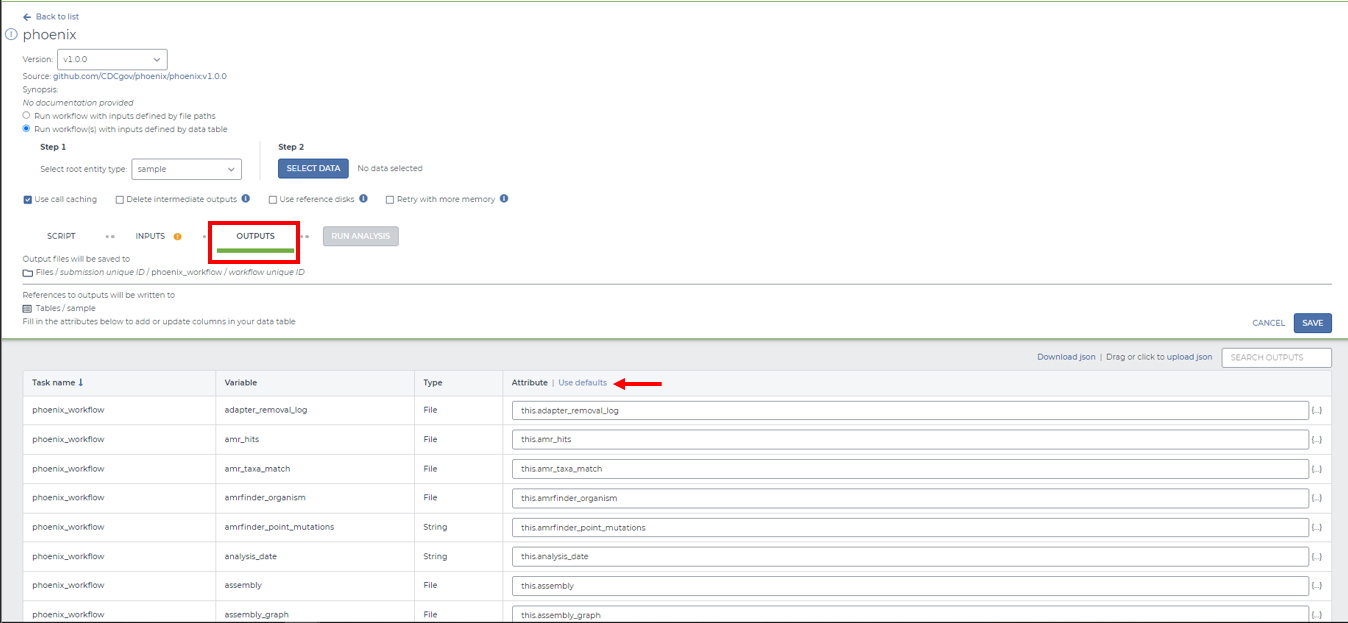 Back to list
phoenix
Version: v1.0.0
Source: github.com/CDCgov/phoenix/phoenix:v1.0.0
Synopsis:
No documentation provided
Run workflow with inputs defined by file paths
Run workflow(s) with inputs defined by data table
Step 1 Step 2
Select root entity type: sample SELECT DATA No data selected
Use call caching Delete intermediate outputs Use reference disks Retry with more memory
SCRIPT INPUTS OUTPUTS RUN ANALYSIS
Output files will be saved to
Files / submission unique ID / phoenix_workflow / workflow unique ID
References to outputs will be written to
Tables / sample
Fill in the attributes below to add or update columns in your data table
CANCEL SAVE
Download json | Drag or click to upload json SEARCH OUTPUTS
Task name ↓ Variable Type Attribute | Use defaults
phoenix_workflow adapter_removal_log File this.adapter_removal_log {...}
phoenix_workflow amr_hits File this.amr_hits {...}
phoenix_workflow amr_taxa_match File this.amr_taxa_match {...}
phoenix_workflow amrfinder_organism File this.amrfinder_organism {...}
phoenix_workflow amrfinder_point_mutations String this.amrfinder_point_mutations {...}
phoenix_workflow analysis_date String this.analysis_date {...}
phoenix_workflow assembly File this.assembly {...}
phoenix_workflow assembly_graph File this.assembly_graph {...}